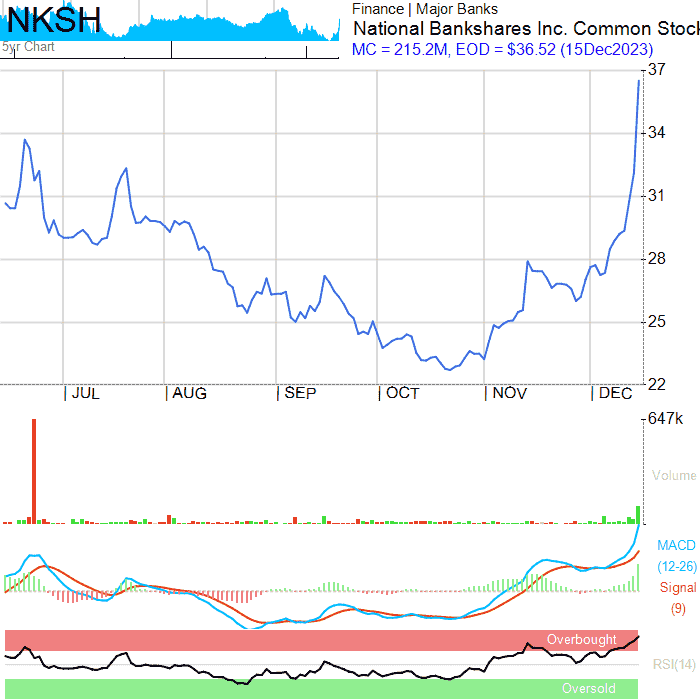 NKSH
5yr Chart
Finance | Major Banks
National Bankshares Inc. Common Stock
MC = 215.2M, EOD = $36.52 (15Dec2023)
37
34
31
28
25
22
| JUL | AUG | SEP | OCT | NOV | DEC
647k
Volume
MACD
(12-26)
Signal
(9)
Overbought
RSI(14)
Oversold